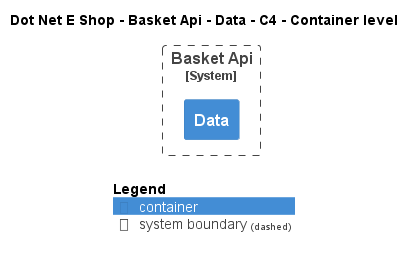 Dot Net E Shop - Basket Api - Data - C4 - Container level
Basket Api
[System]
Data
Legend
container
system boundary (dashed)